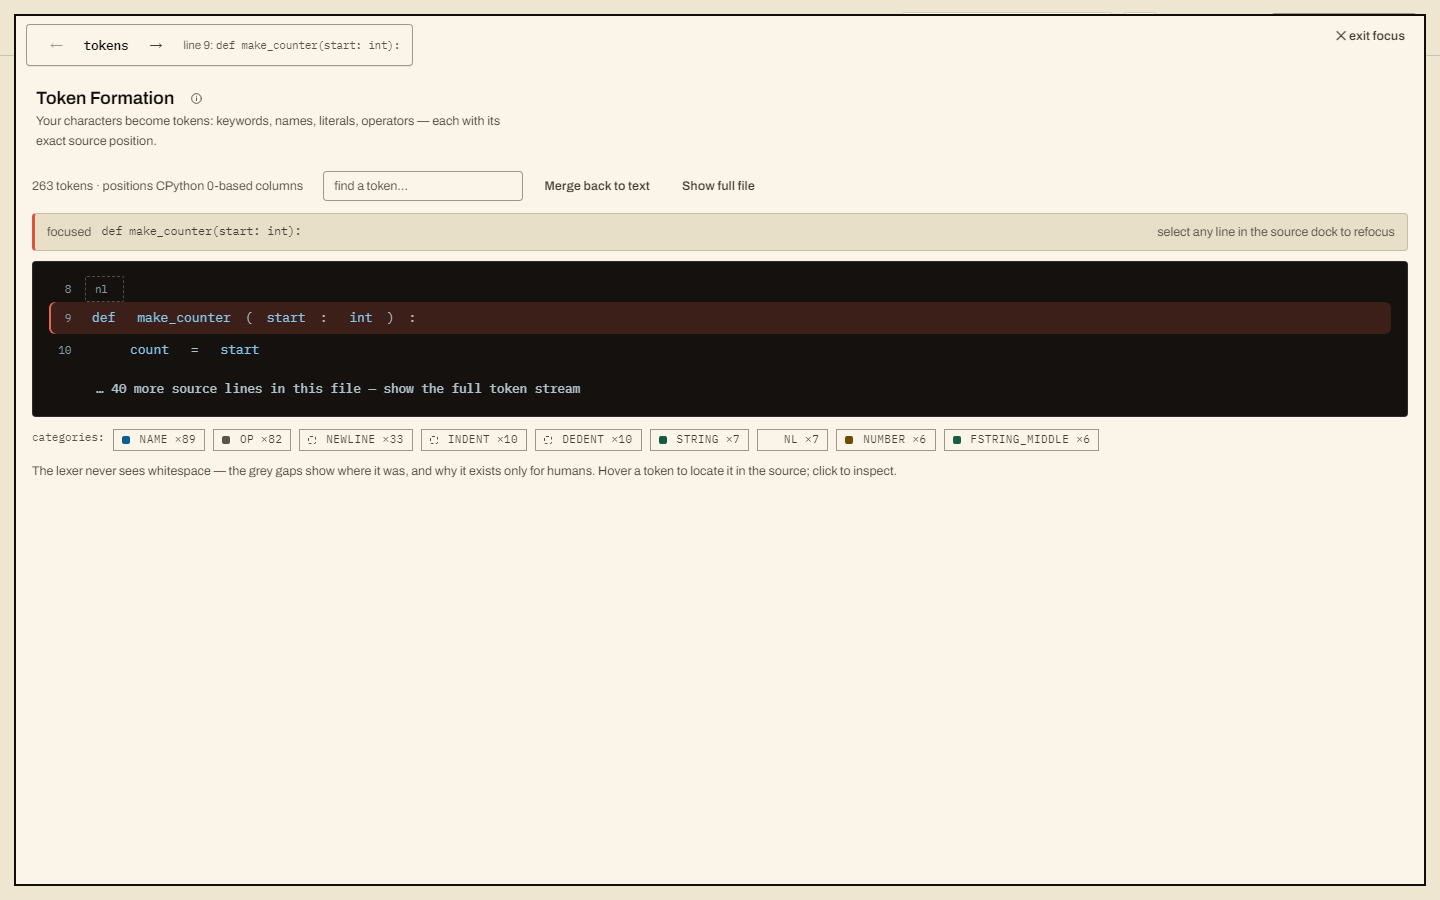 ← tokens → line 9: def make_counter(start: int):
exit focus
Token Formation
Your characters become tokens: keywords, names, literals, operators — each with its
exact source position.
263 tokens · positions CPython 0-based columns
find a token...
Merge back to text
Show full file
focused def make_counter(start: int):
select any line in the source dock to refocus
8 nl
9 def make_counter ( start : int ) :
10 count = start
… 40 more source lines in this file — show the full token stream
categories: NAME ×89 OP ×82 NEWLINE ×33 INDENT ×10 DEDENT ×10 STRING ×7 NL ×7 NUMBER ×6 FSTRING_MIDDLE ×6
The lexer never sees whitespace — the grey gaps show where it was, and why it exists only for humans. Hover a token to locate it in the source; click to inspect.